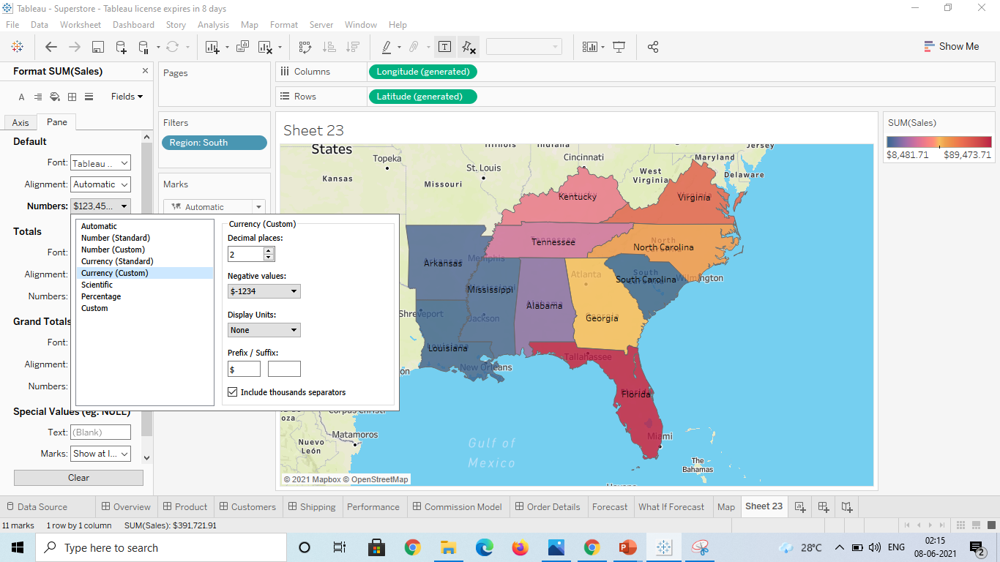 Tableau - Superstore - Tableau license expires in 8 days
File Data Worksheet Dashboard Story Analysis Map Format Server Window Help
Show Me
Format SUM(Sales)
Fields
Axis Pane
Default
Font: Tableau ..
Alignment: Automatic
Numbers: $123,45...
Totals
Font:
Alignment:
Numbers:
Grand Totals
Font:
Alignment:
Numbers:
Special Values (eg. NULL)
Text: (Blank)
Marks: Show at I...
Clear
Automatic
Number (Standard)
Number (Custom)
Currency (Standard)
Currency (Custom)
Scientific
Percentage
Custom
Currency (Custom)
Decimal places:
2
Negative values:
$-1234
Display Units:
None
Prefix / Suffix:
$
Include thousands separators
Pages
Filters
Region: South
Marks
Automatic
Columns Longitude (generated)
Rows Latitude (generated)
Sheet 23
States
Topeka
Kansas
St. Louis
Missouri
Illinois
Indiana
Cincinnati
West
Virginia
Maryland
Jersey
Delaware
Kentucky
Virginia
Tennessee
North Carolina
Arkansas
Memphis
Atlanta
South Carolina
Wilmington
Mississippi
Alabama
Georgia
Shreveport
Jackson
Louisiana
New Orleans
Tallahassee
Florida
Miami
Corpus Christi
Matamoros
Nuevo
León
Gulf of
Mexico
The
Bahamas
Havana
© 2021 Mapbox © OpenStreetMap
SUM(Sales)
$8,481.71 $89,473.71
Data Source Overview Product Customers Shipping Performance Commission Model Order Details Forecast What If Forecast Map Sheet 23
11 marks 1 row by 1 column SUM(Sales): $391,721.91
Type here to search
28°C ENG
02:15
08-06-2021
2